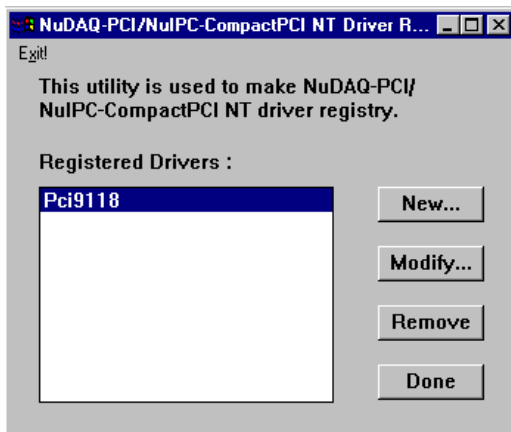 NuDAQ-PCI/NuIPC-CompactPCI NT Driver R...
Exit!
This utility is used to make NuDAQ-PCI/
NuIPC-CompactPCI NT driver registry.
Registered Drivers :
Pci9118
New...
Modify...
Remove
Done